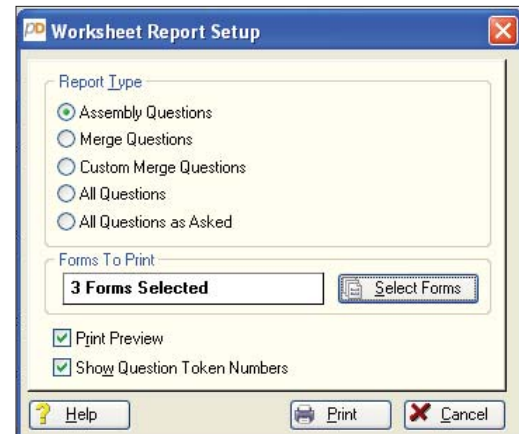 pD Worksheet Report Setup
Report Type
Assembly Questions
Merge Questions
Custom Merge Questions
All Questions
All Questions as Asked
Forms To Print
3 Forms Selected
Select Forms
Print Preview
Show Question Token Numbers
? Help
Print
Cancel